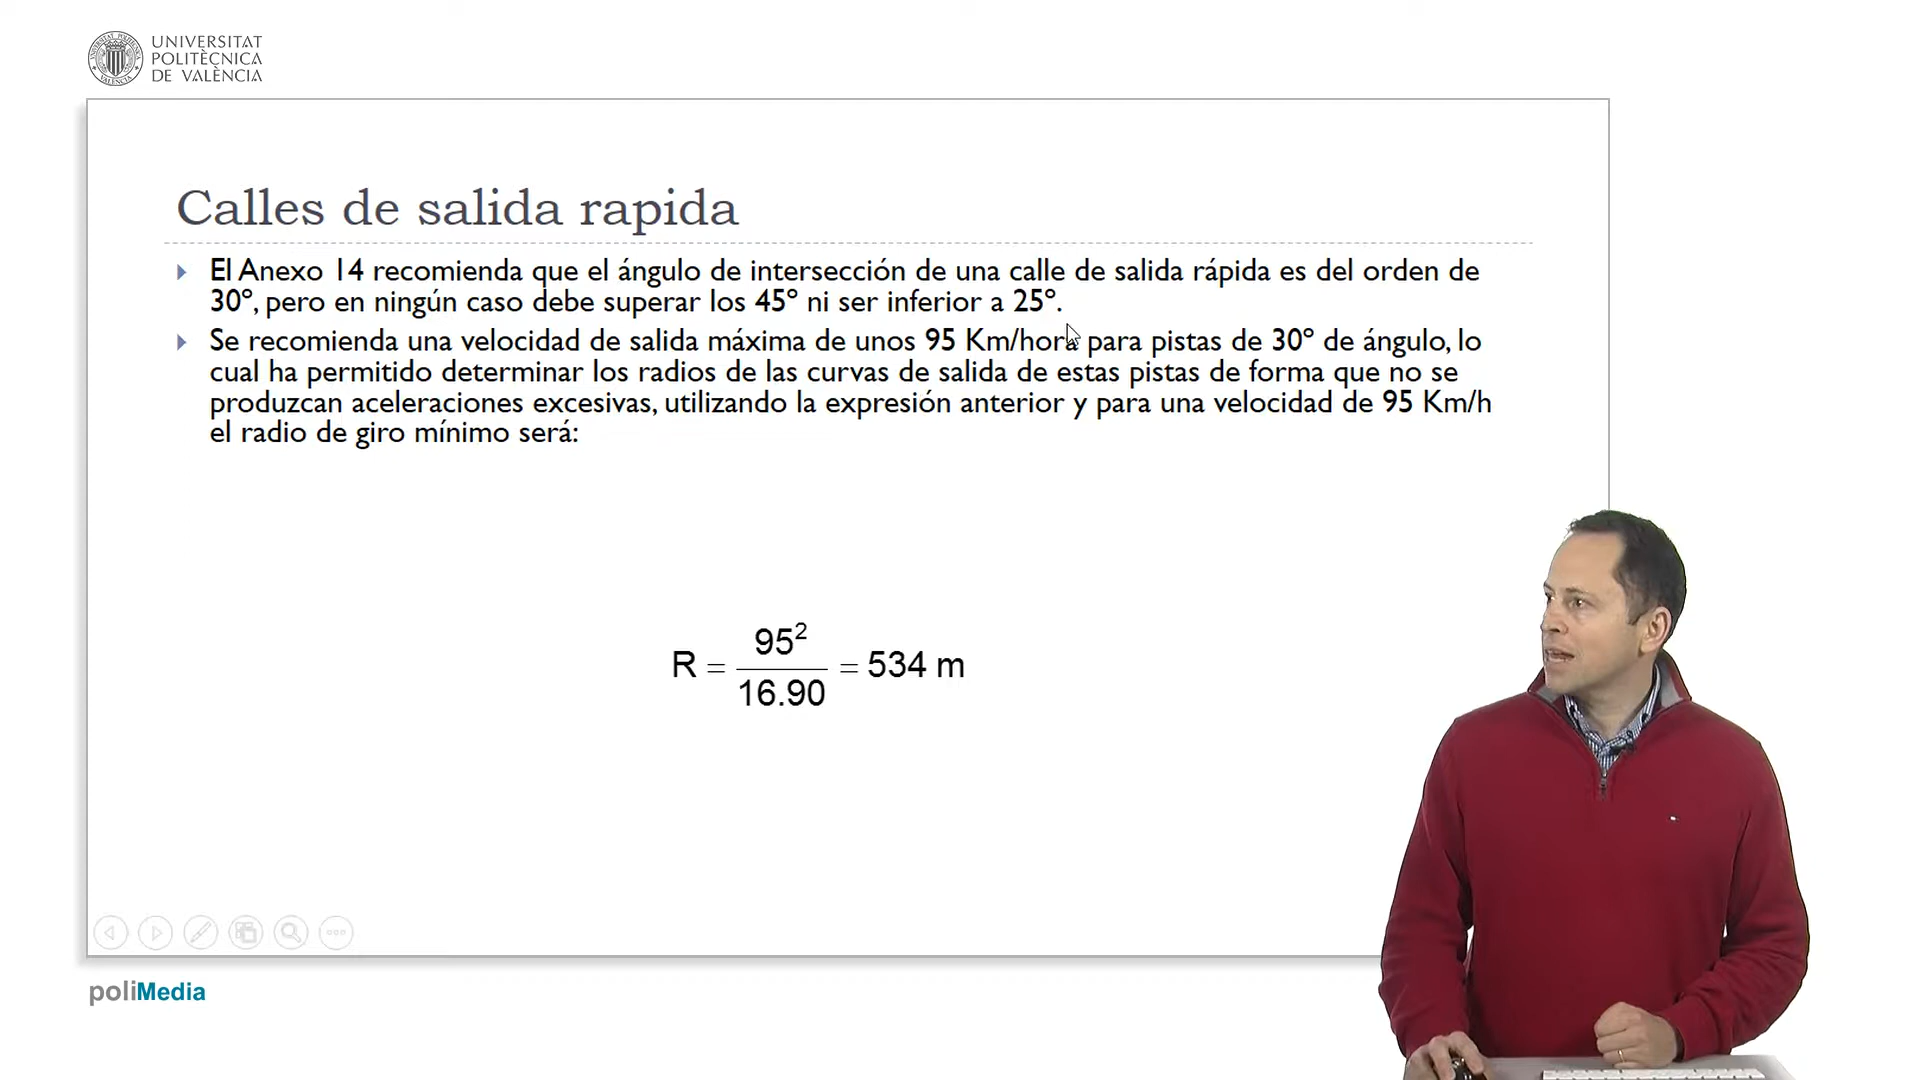 UNIVERSITAT
POLITÈCNICA
DE VALÈNCIA
Calles de salida rapida
El Anexo 14 recomienda que el ángulo de intersección de una calle de salida rápida es del orden de
30º, pero en ningún caso debe superar los 45º ni ser inferior a 25º.
Se recomienda una velocidad de salida máxima de unos 95 Km/hora para pistas de 30º de ángulo, lo
cual ha permitido determinar los radios de las curvas de salida de estas pistas de forma que no se
produzcan aceleraciones excesivas, utilizando la expresión anterior y para una velocidad de 95 Km/h
el radio de giro mínimo será:
R = 95² / 16.90 = 534 m
poliMedia